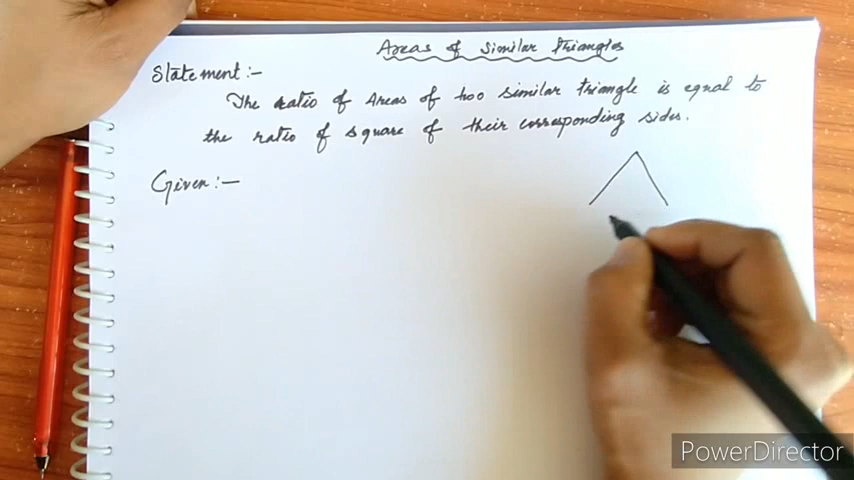 Areas of Similar triangles
Statement:-
The ratio of Areas of two similar triangle is equal to
the ratio of square of their corresponding sides.
Given:-
PowerDirector